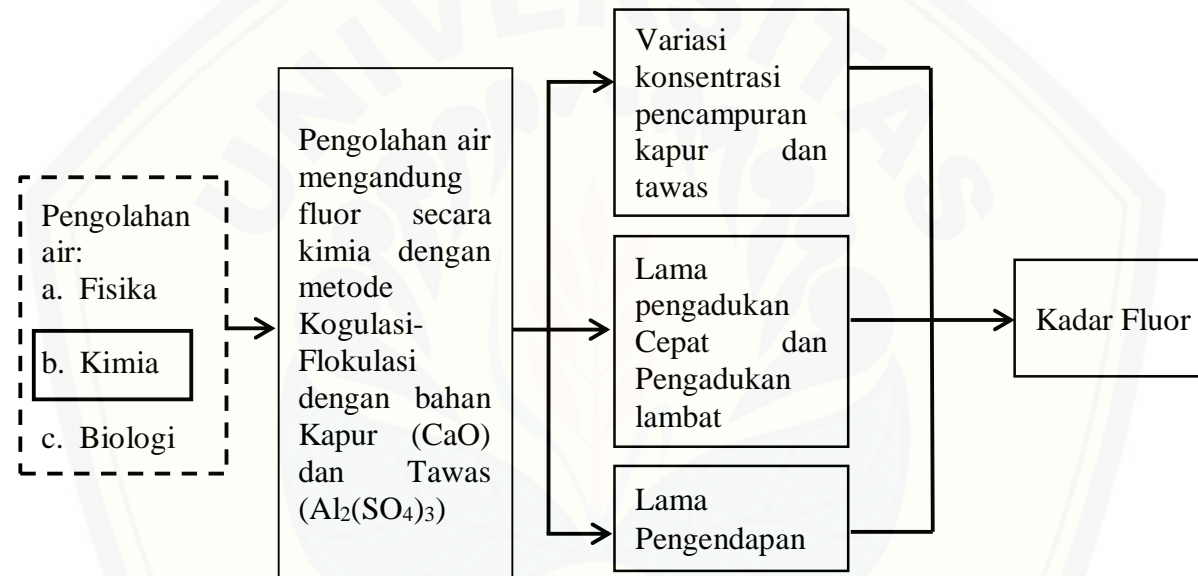 Pengolahan
air:
a. Fisika
b. Kimia
c. Biologi
Pengolahan air
mengandung
fluor secara
kimia dengan
metode
Kogulasi-
Flokulasi
dengan bahan
Kapur (CaO)
dan Tawas
(Al₂(SO₄)₃)
Variasi
konsentrasi
pencampuran
kapur dan
tawas
Lama
pengadukan
Cepat dan
Pengadukan
lambat
Lama
Pengendapan
Kadar Fluor
UNIVERSITAS